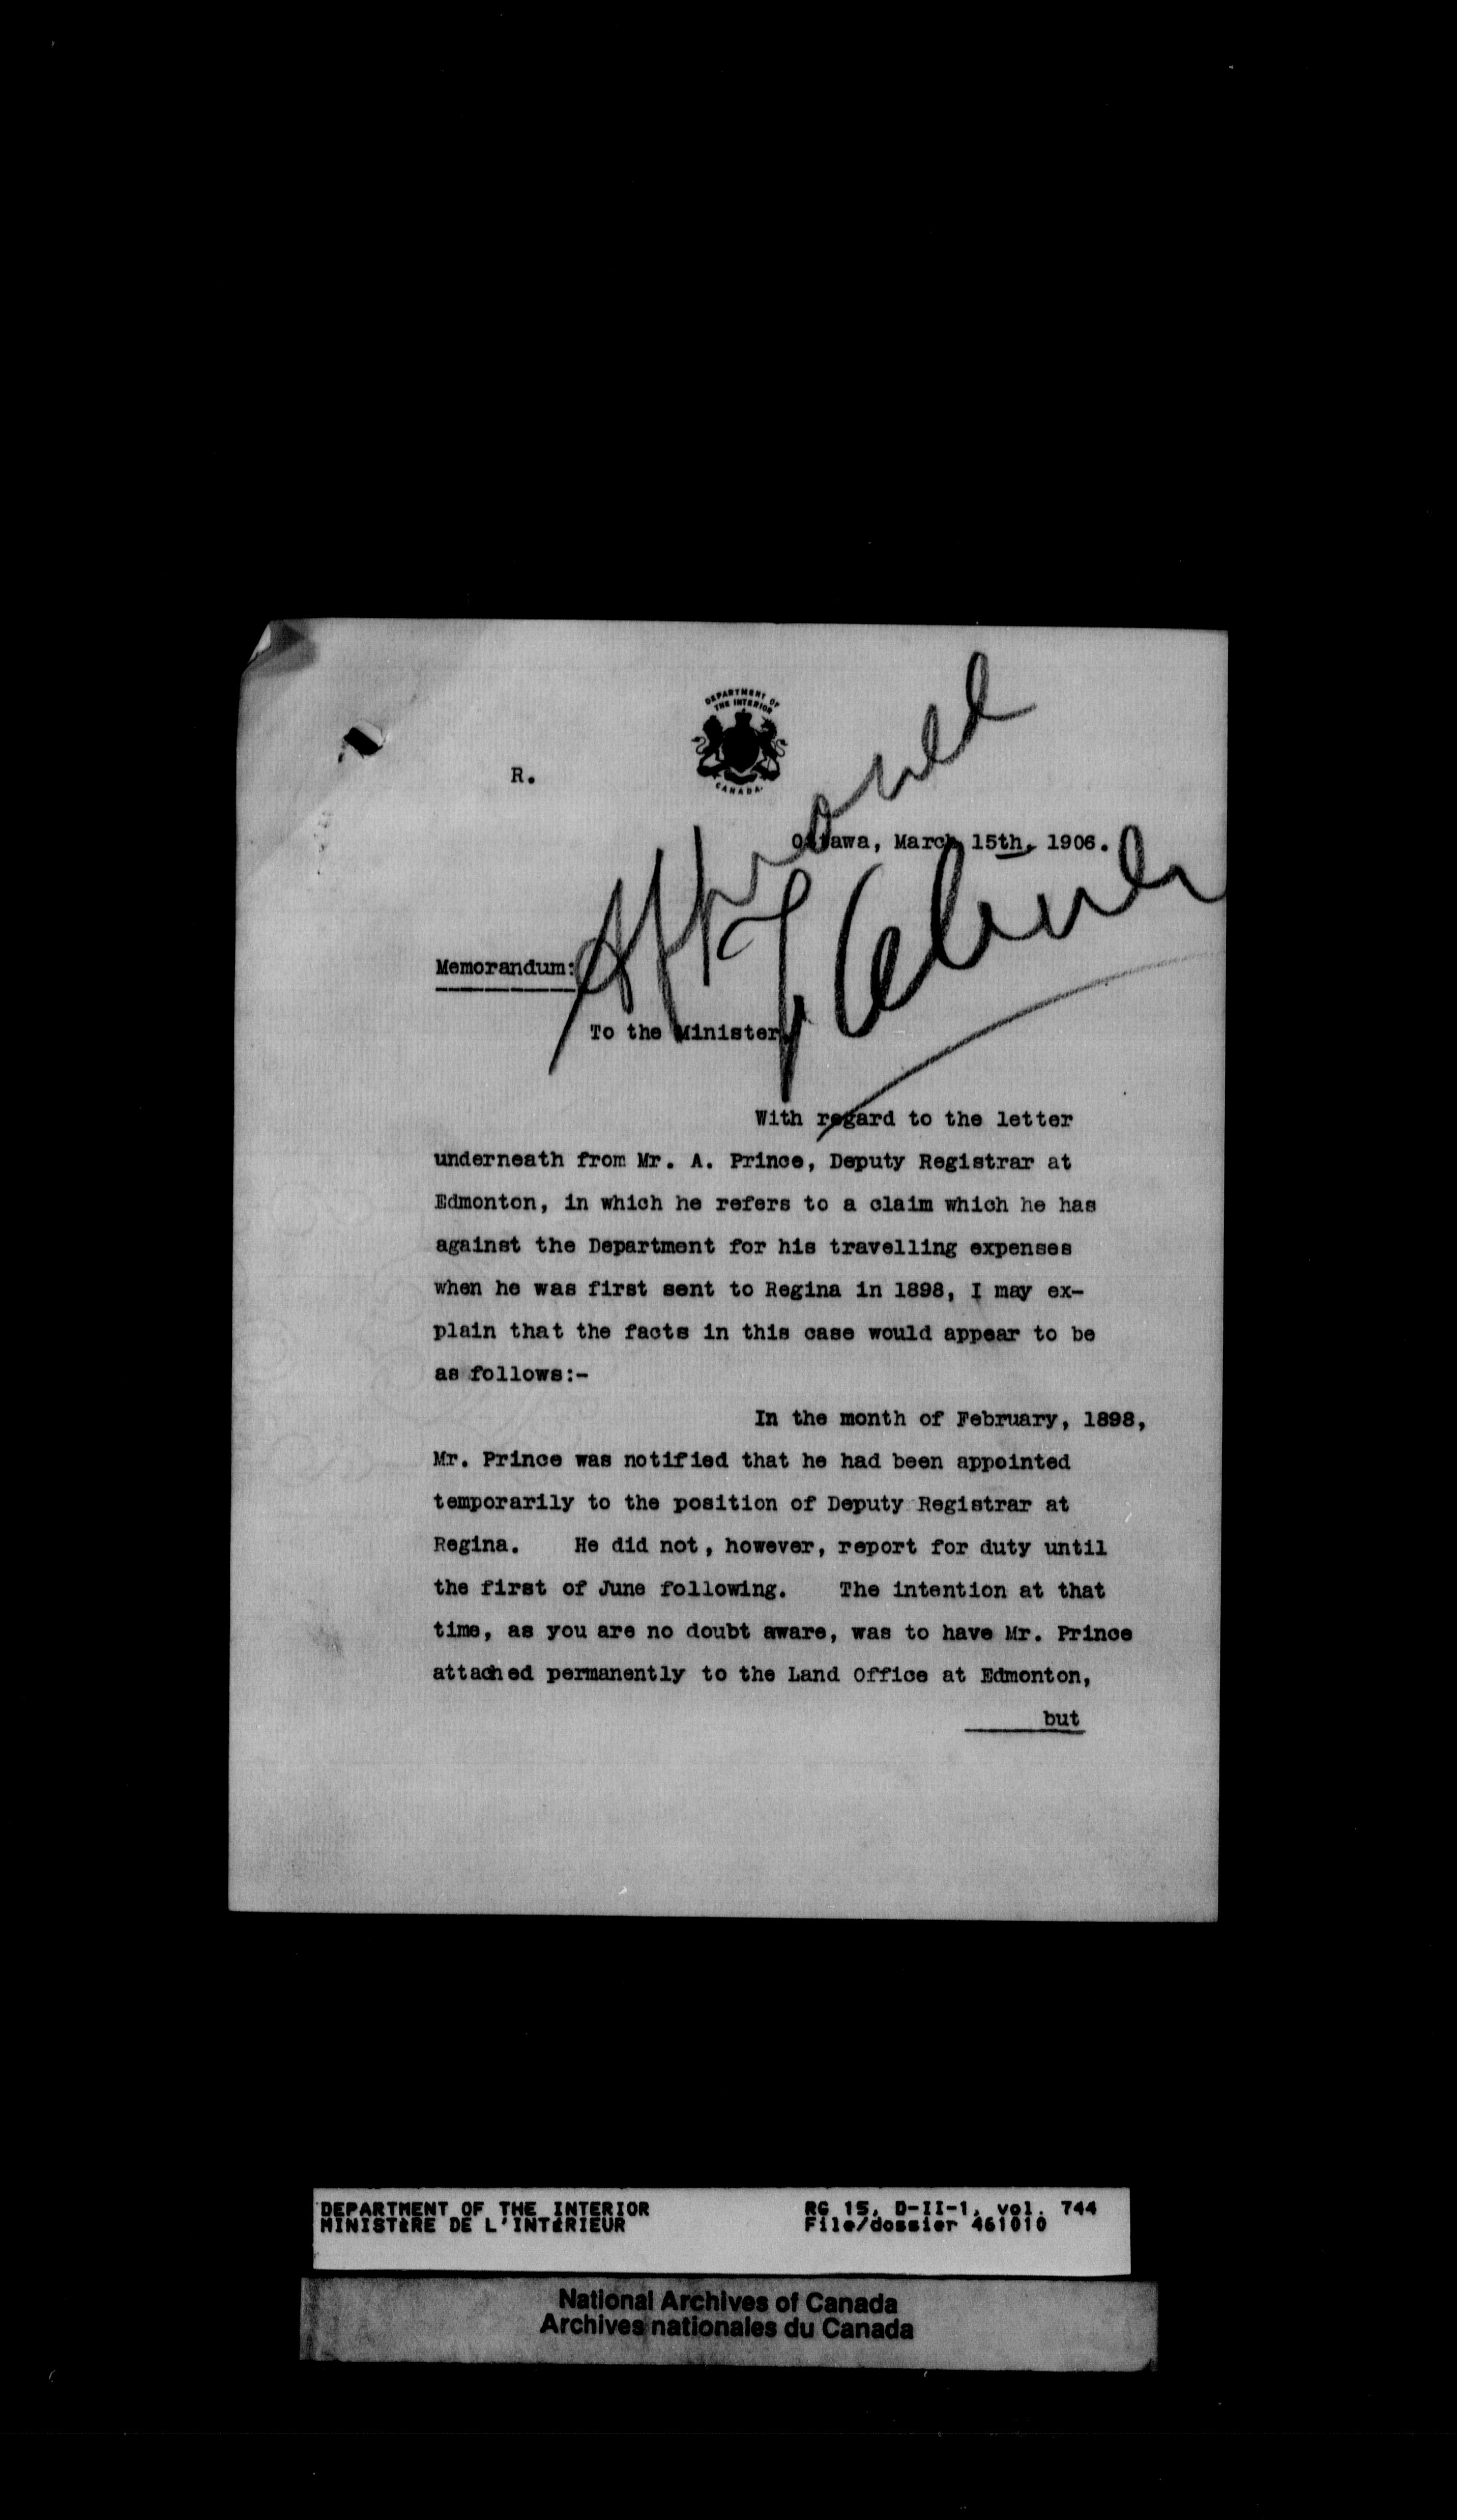 DEPARTMENT OF
THE INTERIOR
CANADA.
R.
Approved
F Oliver
Ottawa, March 15th, 1906.
Memorandum:
To the Minister,
With regard to the letter
underneath from Mr. A. Prince, Deputy Registrar at
Edmonton, in which he refers to a claim which he has
against the Department for his travelling expenses
when he was first sent to Regina in 1898, I may ex-
plain that the facts in this case would appear to be
as follows:-
In the month of February, 1898,
Mr. Prince was notified that he had been appointed
temporarily to the position of Deputy Registrar at
Regina. He did not, however, report for duty until
the first of June following. The intention at that
time, as you are no doubt aware, was to have Mr. Prince
attached permanently to the Land Office at Edmonton,
but
DEPARTMENT OF THE INTERIOR
MINISTÈRE DE L'INTÉRIEUR
RG 15, D-II-1, vol. 744
File/dossier 461010
National Archives of Canada
Archives nationales du Canada